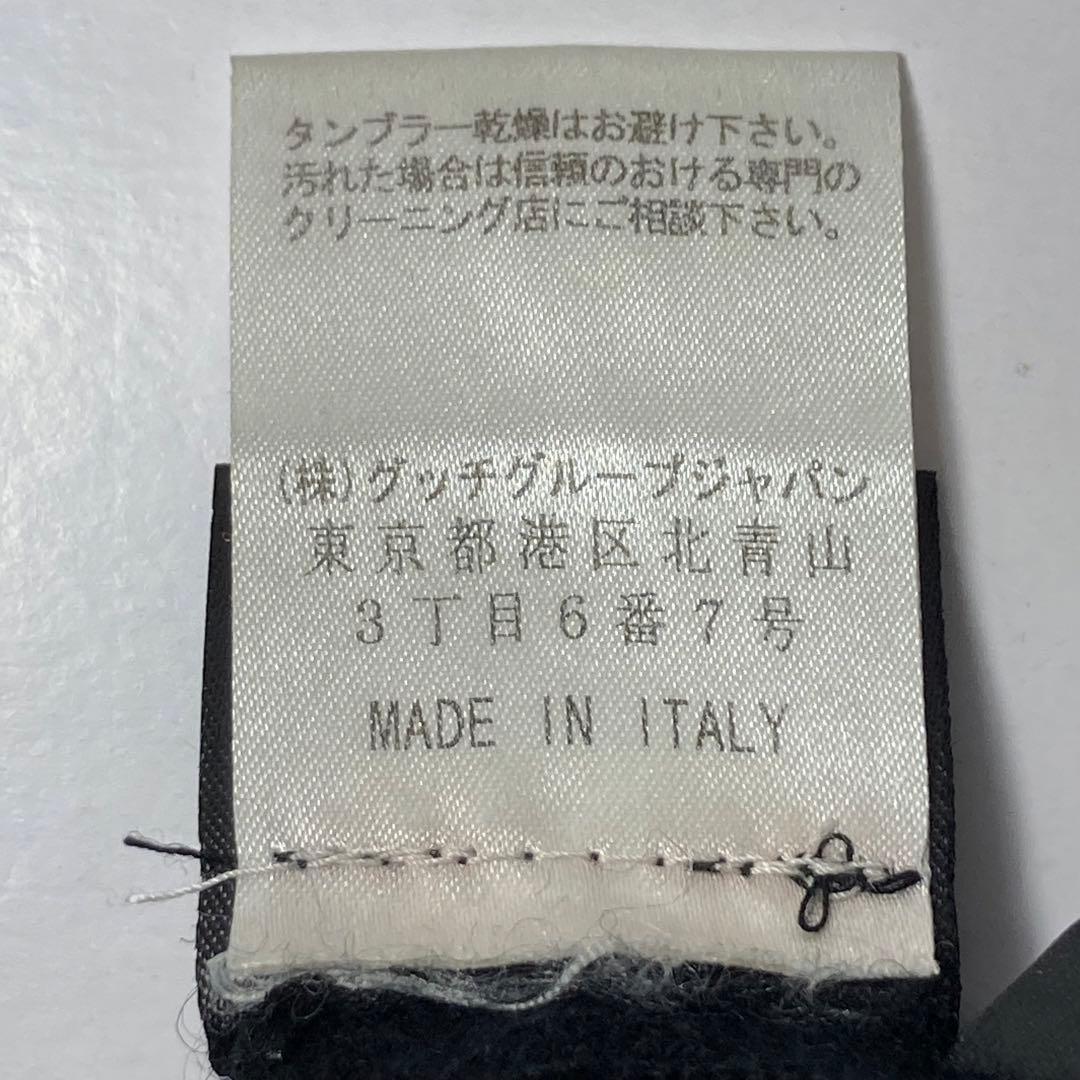 タンブラー乾燥はお避け下さい。
汚れた場合は信頼のおける専門の
クリーニング店にご相談下さい。
(株)グッチグループジャパン
東京都港区北青山
3丁目6番7号
MADE IN ITALY